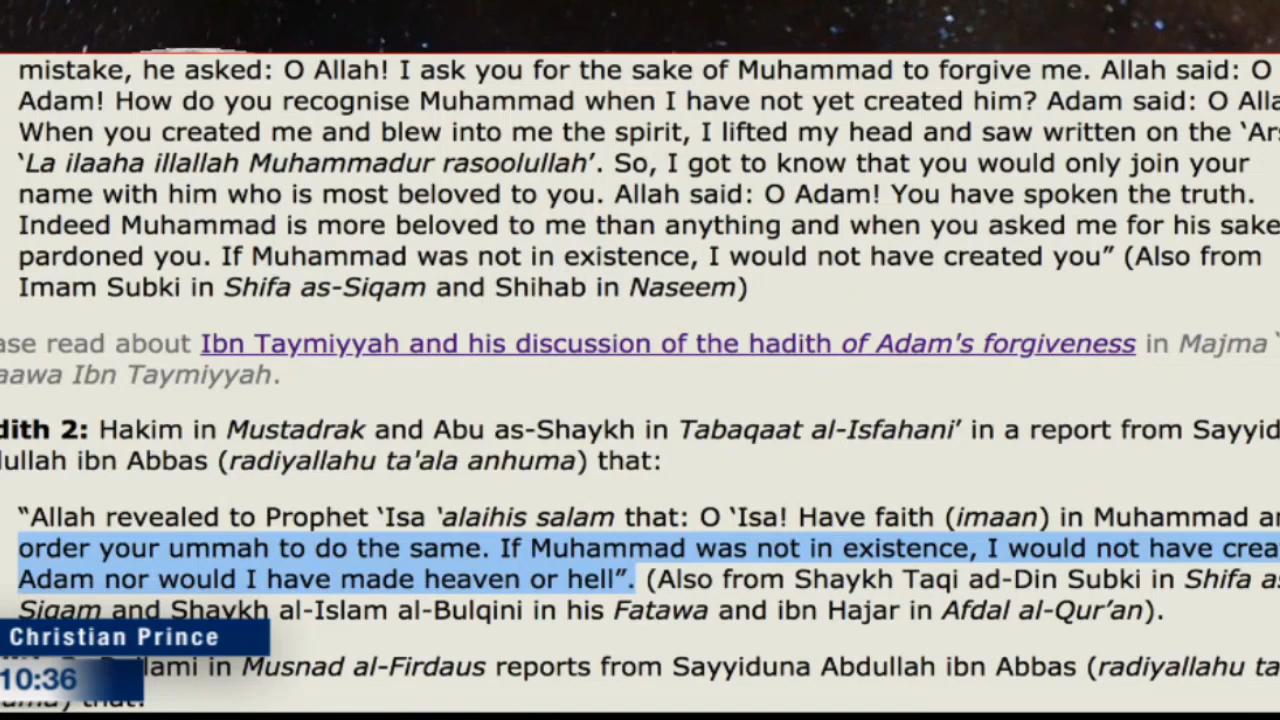 mistake, he asked: O Allah! I ask you for the sake of Muhammad to forgive me. Allah said: O
Adam! How do you recognise Muhammad when I have not yet created him? Adam said: O Alla
When you created me and blew into me the spirit, I lifted my head and saw written on the ‘Ars
‘La ilaaha illallah Muhammadur rasoolullah’. So, I got to know that you would only join your
name with him who is most beloved to you. Allah said: O Adam! You have spoken the truth.
Indeed Muhammad is more beloved to me than anything and when you asked me for his sake
pardoned you. If Muhammad was not in existence, I would not have created you” (Also from
Imam Subki in Shifa as-Siqam and Shihab in Naseem)
ase read about Ibn Taymiyyah and his discussion of the hadith of Adam's forgiveness in Majma‘
aawa Ibn Taymiyyah.
dith 2: Hakim in Mustadrak and Abu as-Shaykh in Tabaqaat al-Isfahani’ in a report from Sayyid
dullah ibn Abbas (radiyallahu ta'ala anhuma) that:
“Allah revealed to Prophet ‘Isa ‘alaihis salam that: O ‘Isa! Have faith (imaan) in Muhammad an
order your ummah to do the same. If Muhammad was not in existence, I would not have crea
Adam nor would I have made heaven or hell”. (Also from Shaykh Taqi ad-Din Subki in Shifa as
Siqam and Shaykh al-Islam al-Bulqini in his Fatawa and ibn Hajar in Afdal al-Qur’an).
Christian Prince
lami in Musnad al-Firdaus reports from Sayyiduna Abdullah ibn Abbas (radiyallahu ta
10:36
that: